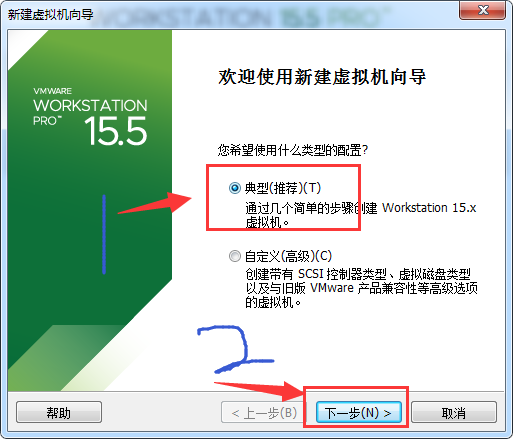 新建虚拟机向导
WORKSTATION 15.5 PRO™
VMWARE
WORKSTATION
PRO™
15.5
欢迎使用新建虚拟机向导
您希望使用什么类型的配置?
典型(推荐)(T)
通过几个简单的步骤创建 Workstation 15.x
虚拟机。
自定义(高级)(C)
创建带有 SCSI 控制器类型、虚拟磁盘类型
以及与旧版 VMware 产品兼容性等高级选项
的虚拟机。
1
2
帮助
< 上一步(B)
下一步(N) >
取消